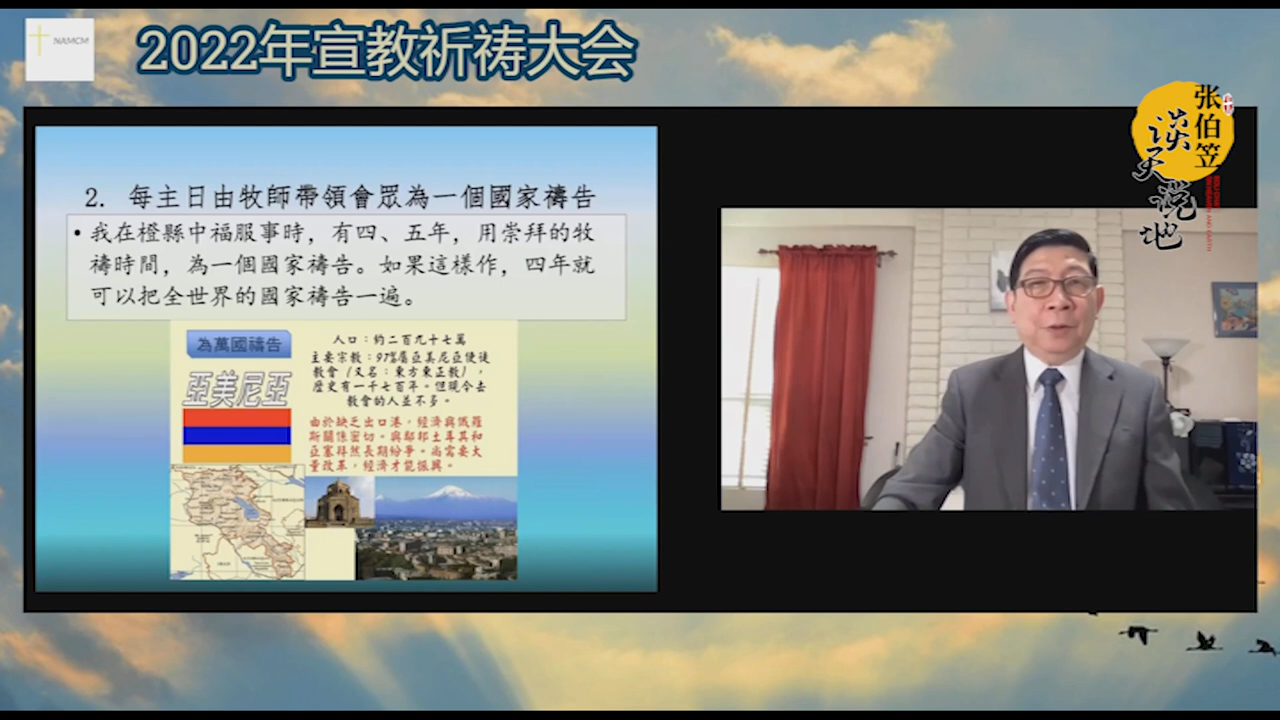 NAMCM
2022年宣教祈祷大会
张伯笠
谈天说地
2. 每主日由牧師帶領會眾為一個國家禱告
• 我在橙縣中福服事時，有四、五年，用崇拜的牧
禱時間，為一個國家禱告。如果這樣作，四年就
可以把全世界的國家禱告一遍。
為萬國禱告
亞美尼亞
人口：約二百九十七萬
主要宗教：97%屬亞美尼亞使徒
教會（又名：東方東正教），
歷史有一千七百年。但現今去
教會的人並不多。
由於缺乏出口港，經濟與俄羅
斯關係密切。與鄰邦土耳其和
亞塞拜然長期紛爭。尚需要大
量改革，經濟才能振興。